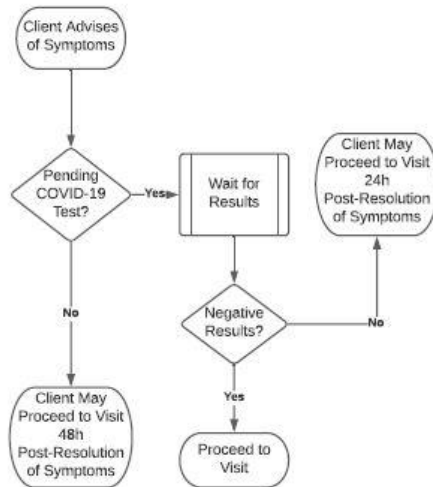 Client Advises
of Symptoms
Pending
COVID-19
Test?
Yes
Wait for
Results
Client May
Proceed to Visit
24h
Post-Resolution
of Symptoms
No
Negative
Results?
No
Yes
Client May
Proceed to Visit
48h
Post-Resolution
of Symptoms
Proceed to
Visit